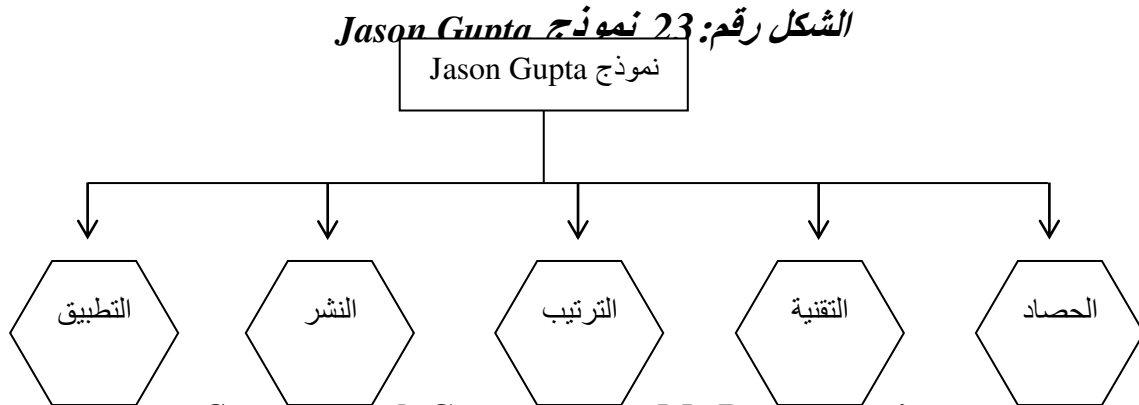 الشكل رقم: 23 نموذج Jason Gupta
نموذج Jason Gupta
الحصاد
التقنية
الترتيب
النشر
التطبيق